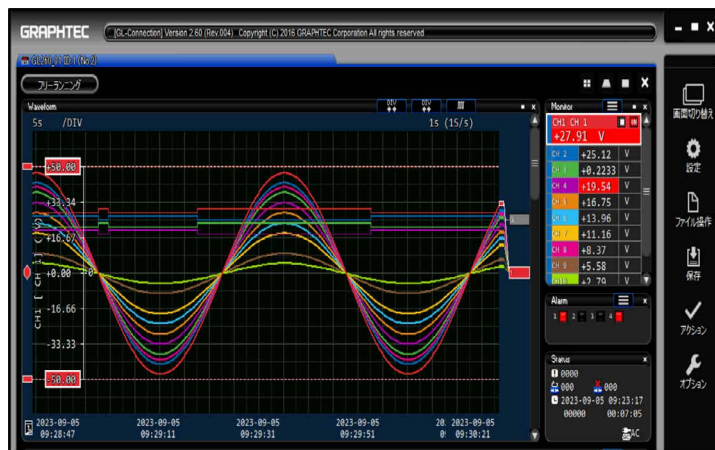 GRAPHTEC
[GL-Connection] Version 2.60 (Rev.004) Copyright (C) 2016 GRAPHTEC Corporation All rights reserved
フリーランニング
Waveform
DIV
DIV
5s /DIV
1s (1S/s)
+50.00
+33.34
+16.67
+0.00
-16.66
-33.33
-50.00
CH1 [ CH 1] ( V)
2023-09-05 09:28:47
2023-09-05 09:29:11
2023-09-05 09:29:31
2023-09-05 09:29:51
2023-09-05 09:30:21
Monitor
CH1 CH 1
ON
+27.91 V
CH 2 +25.12 V
CH 3 +0.2233 V
CH 4 +19.54 V
CH 5 +16.75 V
CH 6 +13.96 V
CH 7 +11.16 V
CH 8 +8.37 V
CH 9 +5.58 V
CH10 +2.79 V
Alarm
1 2 3 4
Status
0000
000 000
2023-09-05 09:23:17
00000 00:07:05
AC
画面切り替え
設定
ファイル操作
保存
アクション
オプション